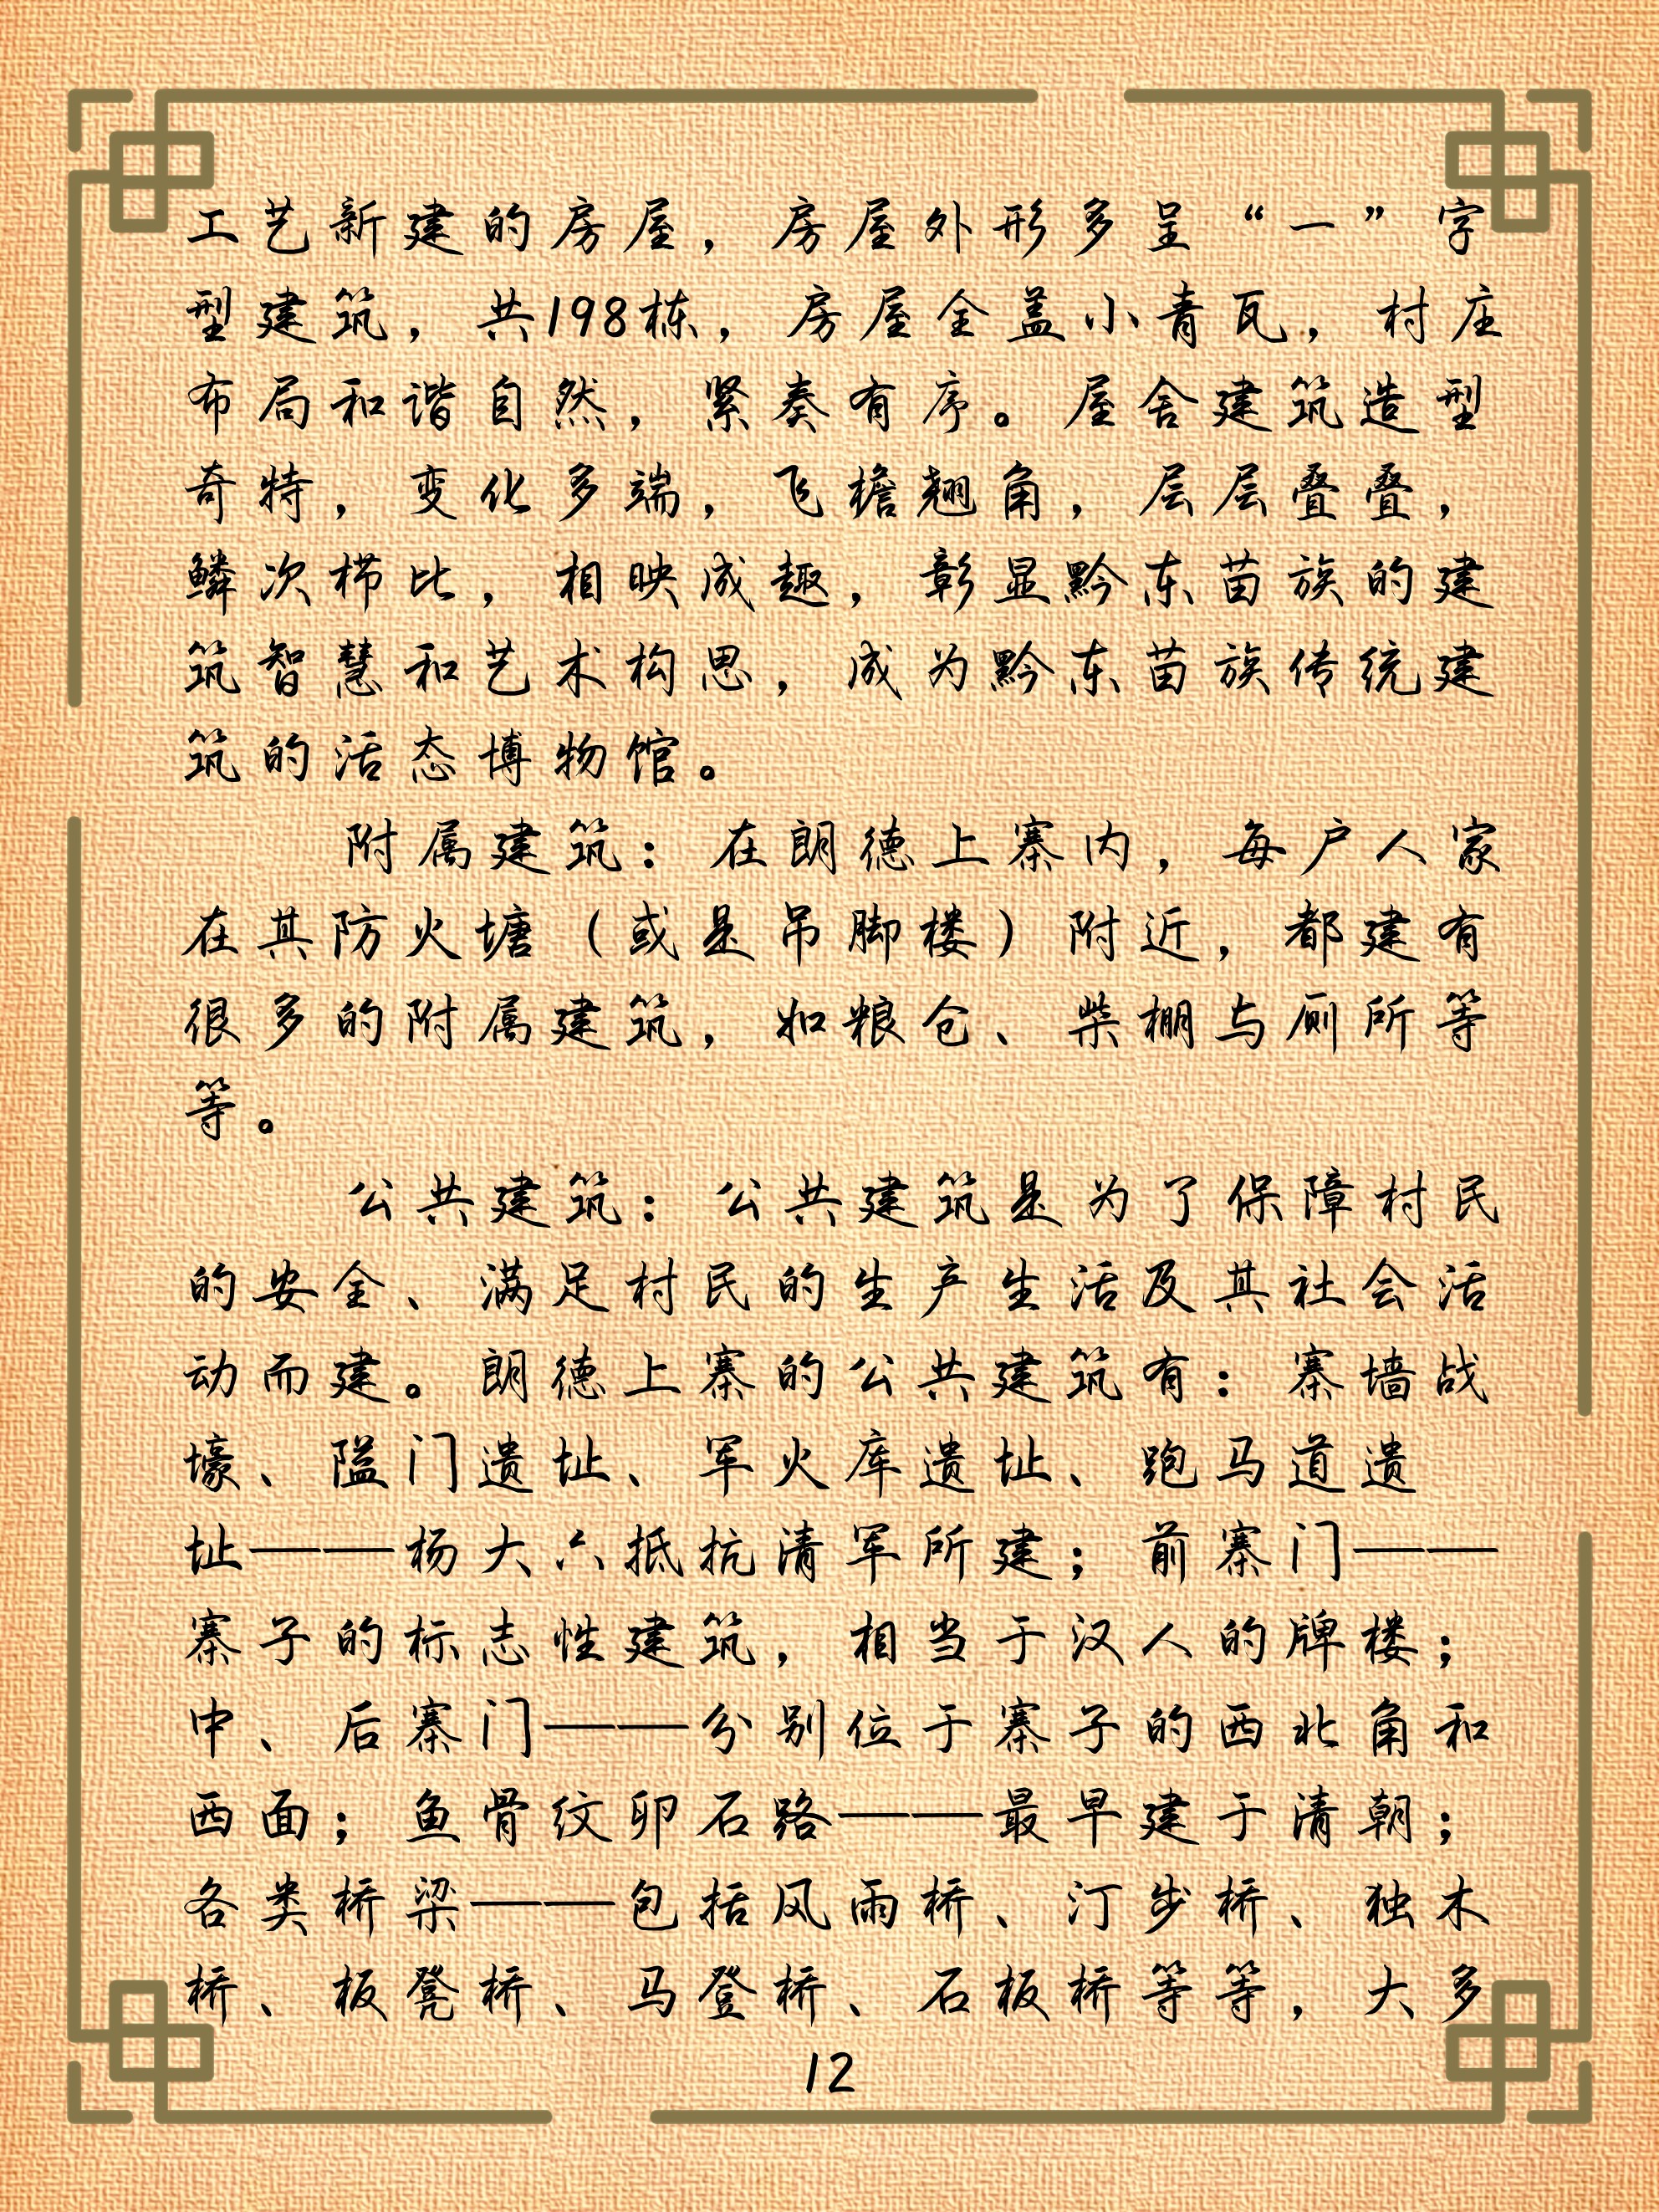 工艺新建的房屋，房屋外形多呈“一”字
型建筑，共198栋，房屋全盖小青瓦，村庄
布局和谐自然，紧奏有序。屋舍建筑造型
奇特，变化多端，飞檐翘角，层层叠叠，
鳞次栉比，相映成趣，彰显黔东苗族的建
筑智慧和艺术构思，成为黔东苗族传统建
筑的活态博物馆。
附属建筑：在朗德上寨内，每户人家
在其防火塘（或是吊脚楼）附近，都建有
很多的附属建筑，如粮仓、柴棚与厕所等
等。
公共建筑：公共建筑是为了保障村民
的安全、满足村民的生产生活及其社会活
动而建。朗德上寨的公共建筑有：寨墙战
壕、隘门遗址、军火库遗址、跑马道遗
址——杨大六抵抗清军所建；前寨门——
寨子的标志性建筑，相当于汉人的牌楼；
中、后寨门——分别位于寨子的西北角和
西面；鱼骨纹卵石路——最早建于清朝；
各类桥梁——包括风雨桥、汀步桥、独木
桥、板凳桥、马登桥、石板桥等等，大多
12